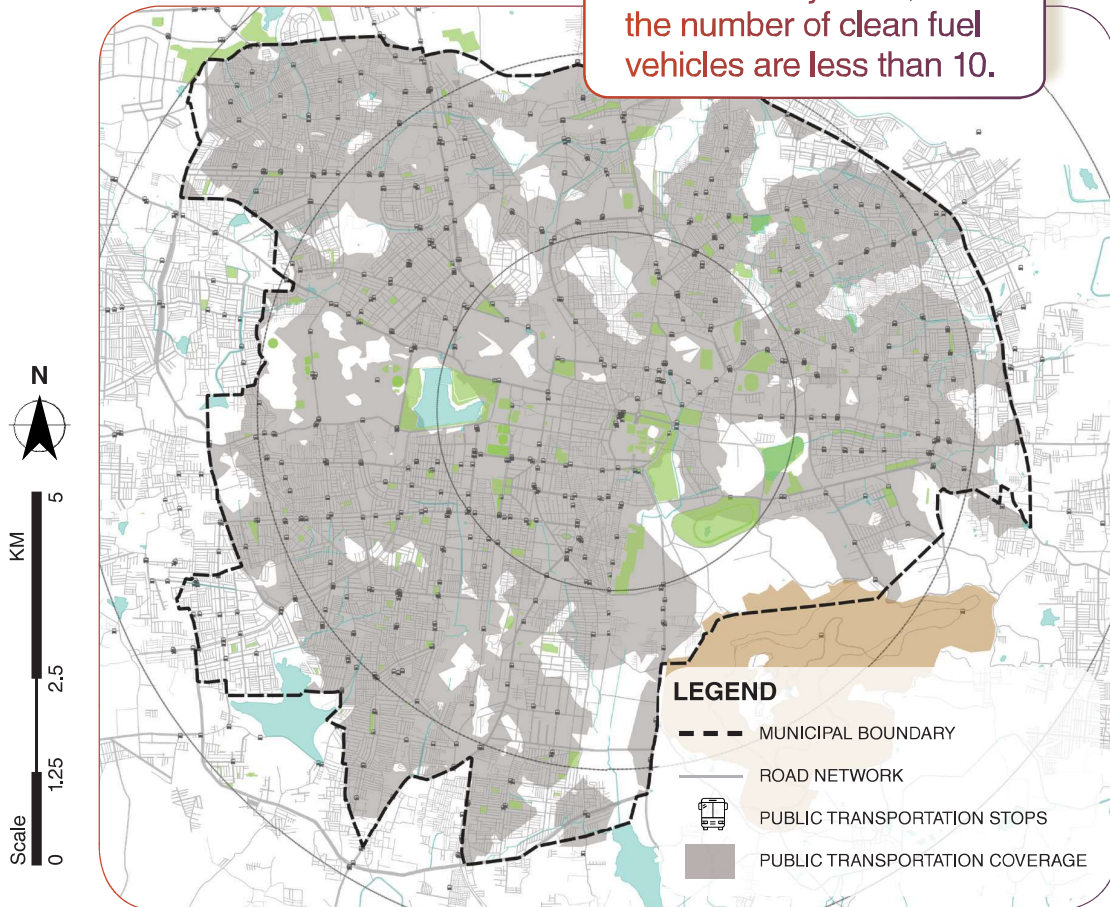 the number of clean fuel
vehicles are less than 10.
N
5
KM
2.5
1.25
0
Scale
LEGEND
MUNICIPAL BOUNDARY
ROAD NETWORK
PUBLIC TRANSPORTATION STOPS
PUBLIC TRANSPORTATION COVERAGE